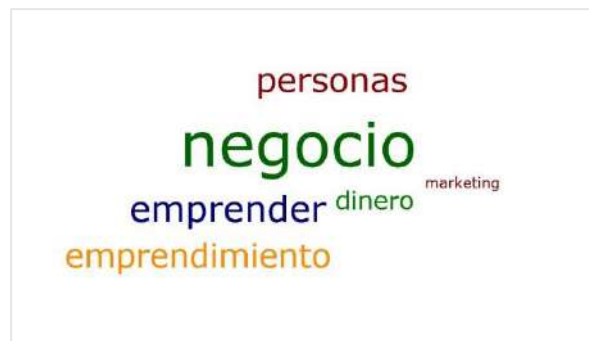 personas
negocio
marketing
emprender dinero
emprendimiento